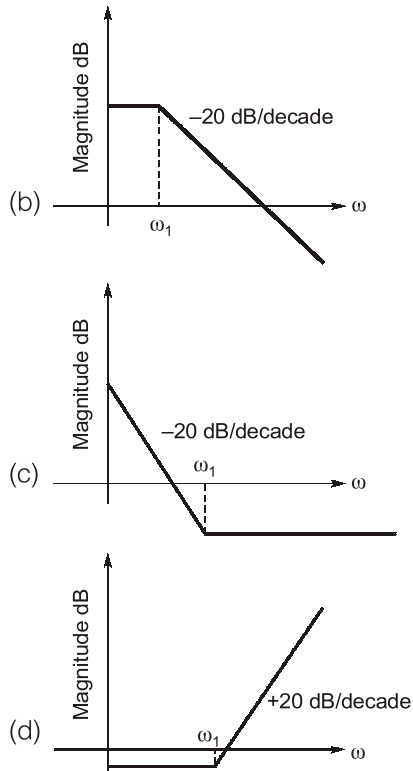 Magnitude dB
–20 dB/decade
(b)
ω
ω1
Magnitude dB
–20 dB/decade
ω1
(c)
ω
Magnitude dB
+20 dB/decade
ω1
(d)
ω